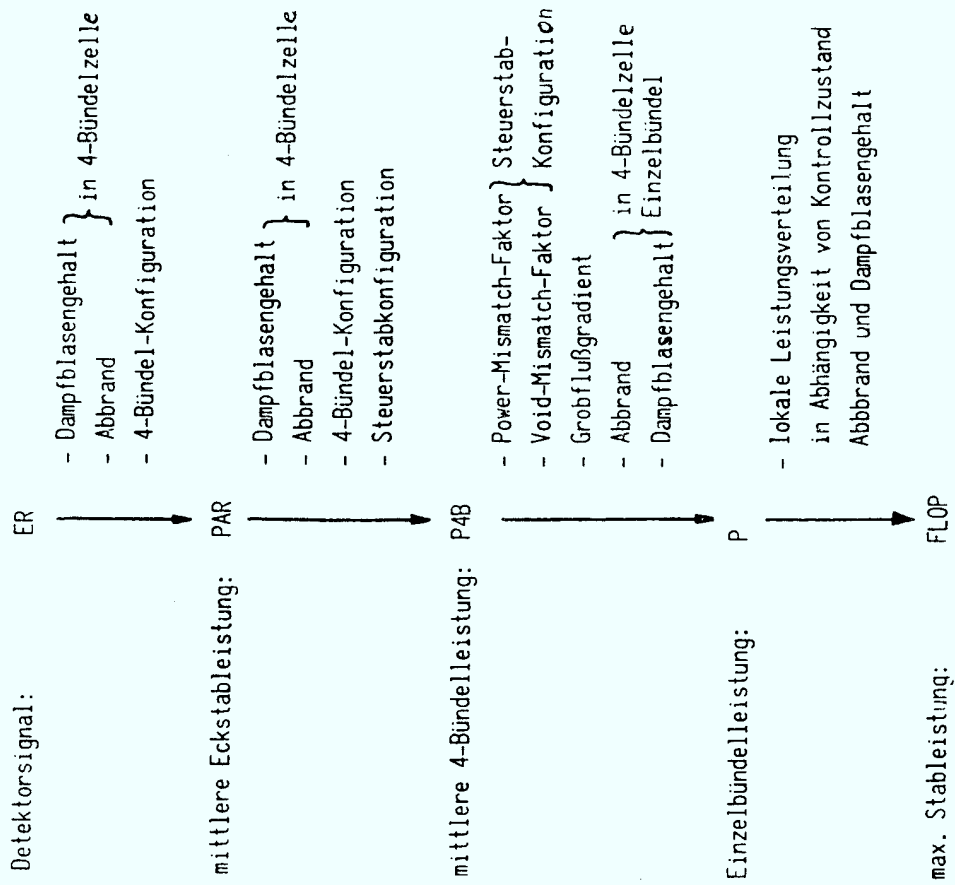 Detektorsignal: ER
- Dampfblasengehalt } in 4-Bündelzelle
- Abbrand
- 4-Bündel-Konfiguration
mittlere Eckstableistung: PAR
- Dampfblasengehalt } in 4-Bündelzelle
- Abbrand
- 4-Bündel-Konfiguration
- Steuerstabkonfiguration
mittlere 4-Bündelleistung: P4B
- Power-Mismatch-Faktor } Steuerstab-
- Void-Mismatch-Faktor } Konfiguration
- Grobflußgradient
- Abbrand } in 4-Bündelzelle
- Dampfblasengehalt } Einzelbündel
Einzelbündelleistung: P
- lokale Leistungsverteilung
in Abhängigkeit von Kontrollzustand
Abbbrand und Dampfblasengehalt
max. Stableistung: FLOP